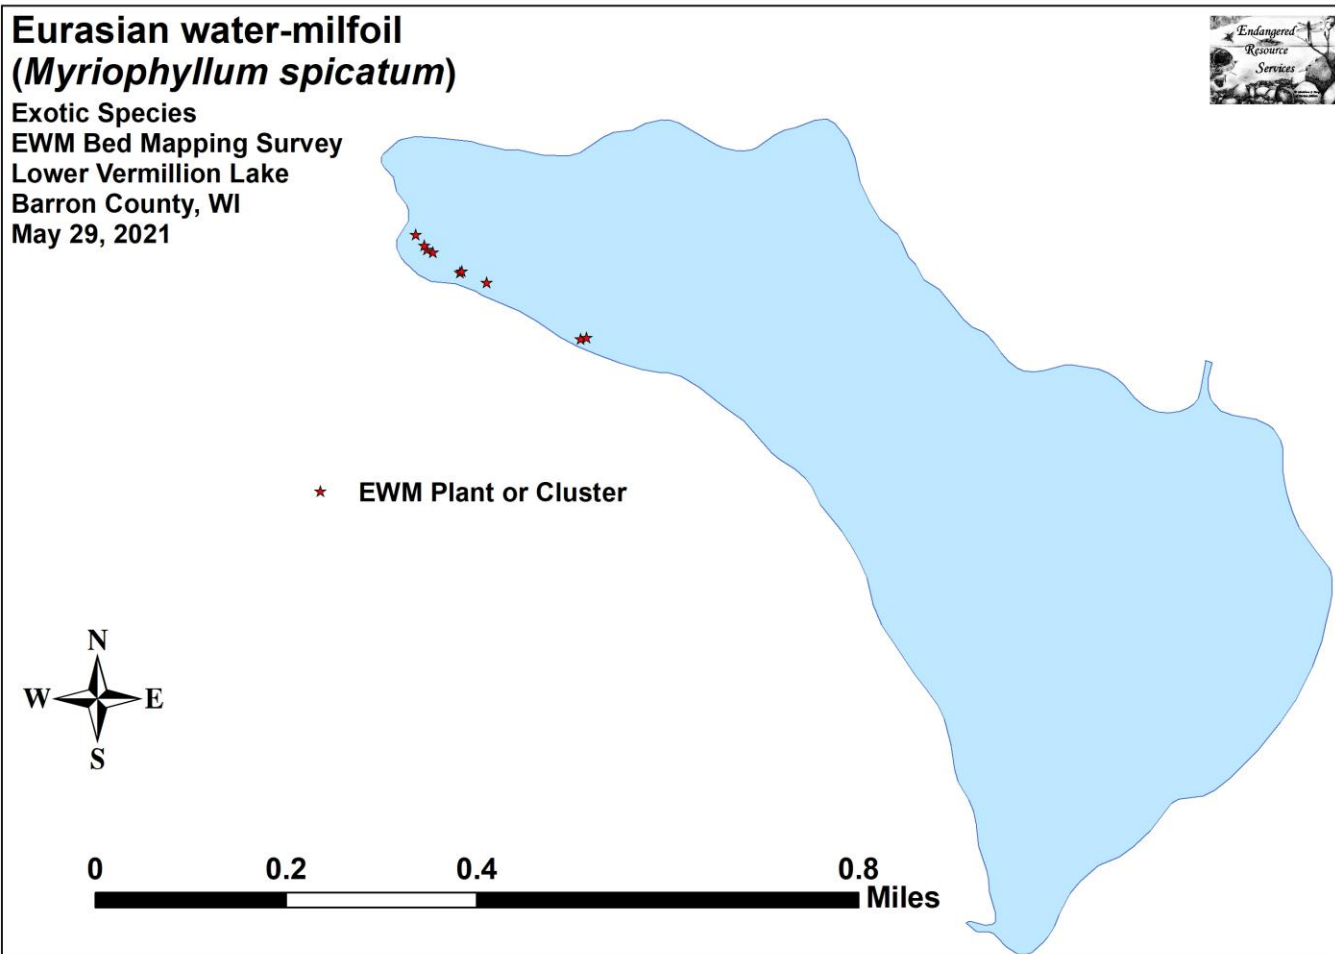 Eurasian water-milfoil
(Myriophyllum spicatum)
Exotic Species
EWM Bed Mapping Survey
Lower Vermillion Lake
Barron County, WI
May 29, 2021
Endangered
Resource
Services
EWM Plant or Cluster
N
W E
S
0 0.2 0.4 0.8
Miles